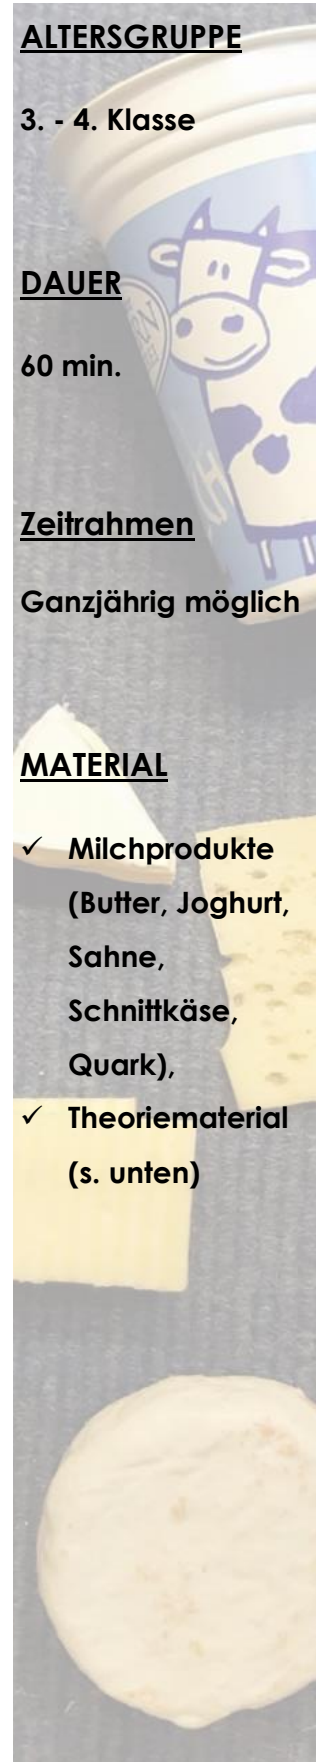 ALTERSGRUPPE
3. - 4. Klasse
DAUER
60 min.
Zeitrahmen
Ganzjährig möglich
MATERIAL
✓ Milchprodukte
(Butter, Joghurt,
Sahne,
Schnittkäse,
Quark),
✓ Theoriematerial
(s. unten)